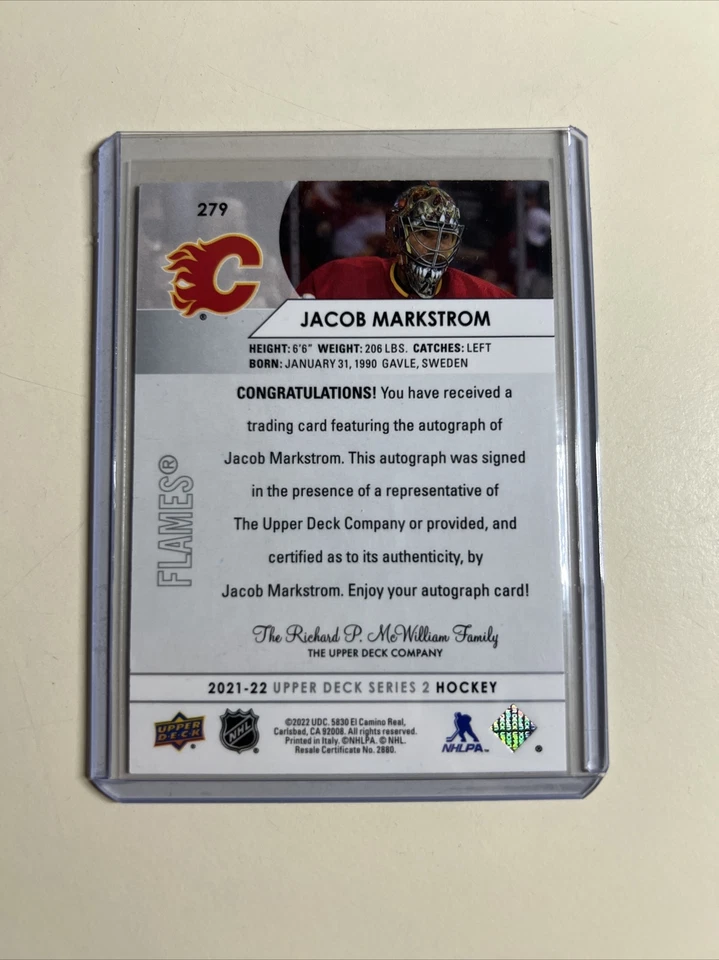 279
C
®
JACOB MARKSTROM
HEIGHT: 6'6" WEIGHT: 206 LBS. CATCHES: LEFT
BORN: JANUARY 31, 1990 GAVLE, SWEDEN
CONGRATULATIONS! You have received a
trading card featuring the autograph of
Jacob Markstrom. This autograph was signed
in the presence of a representative of
The Upper Deck Company or provided, and
certified as to its authenticity, by
Jacob Markstrom. Enjoy your autograph card!
FLAMES®
The Richard P. McWilliam Family
THE UPPER DECK COMPANY
2021-22 UPPER DECK SERIES 2 HOCKEY
UPPER
D·E·C·K
NHL
©2022 UDC. 5830 El Camino Real,
Carlsbad, CA 92008. All rights reserved.
Printed in Italy. ©NHLPA. © NHL.
Resale Certificate No. 2880.
NHLPA™
®